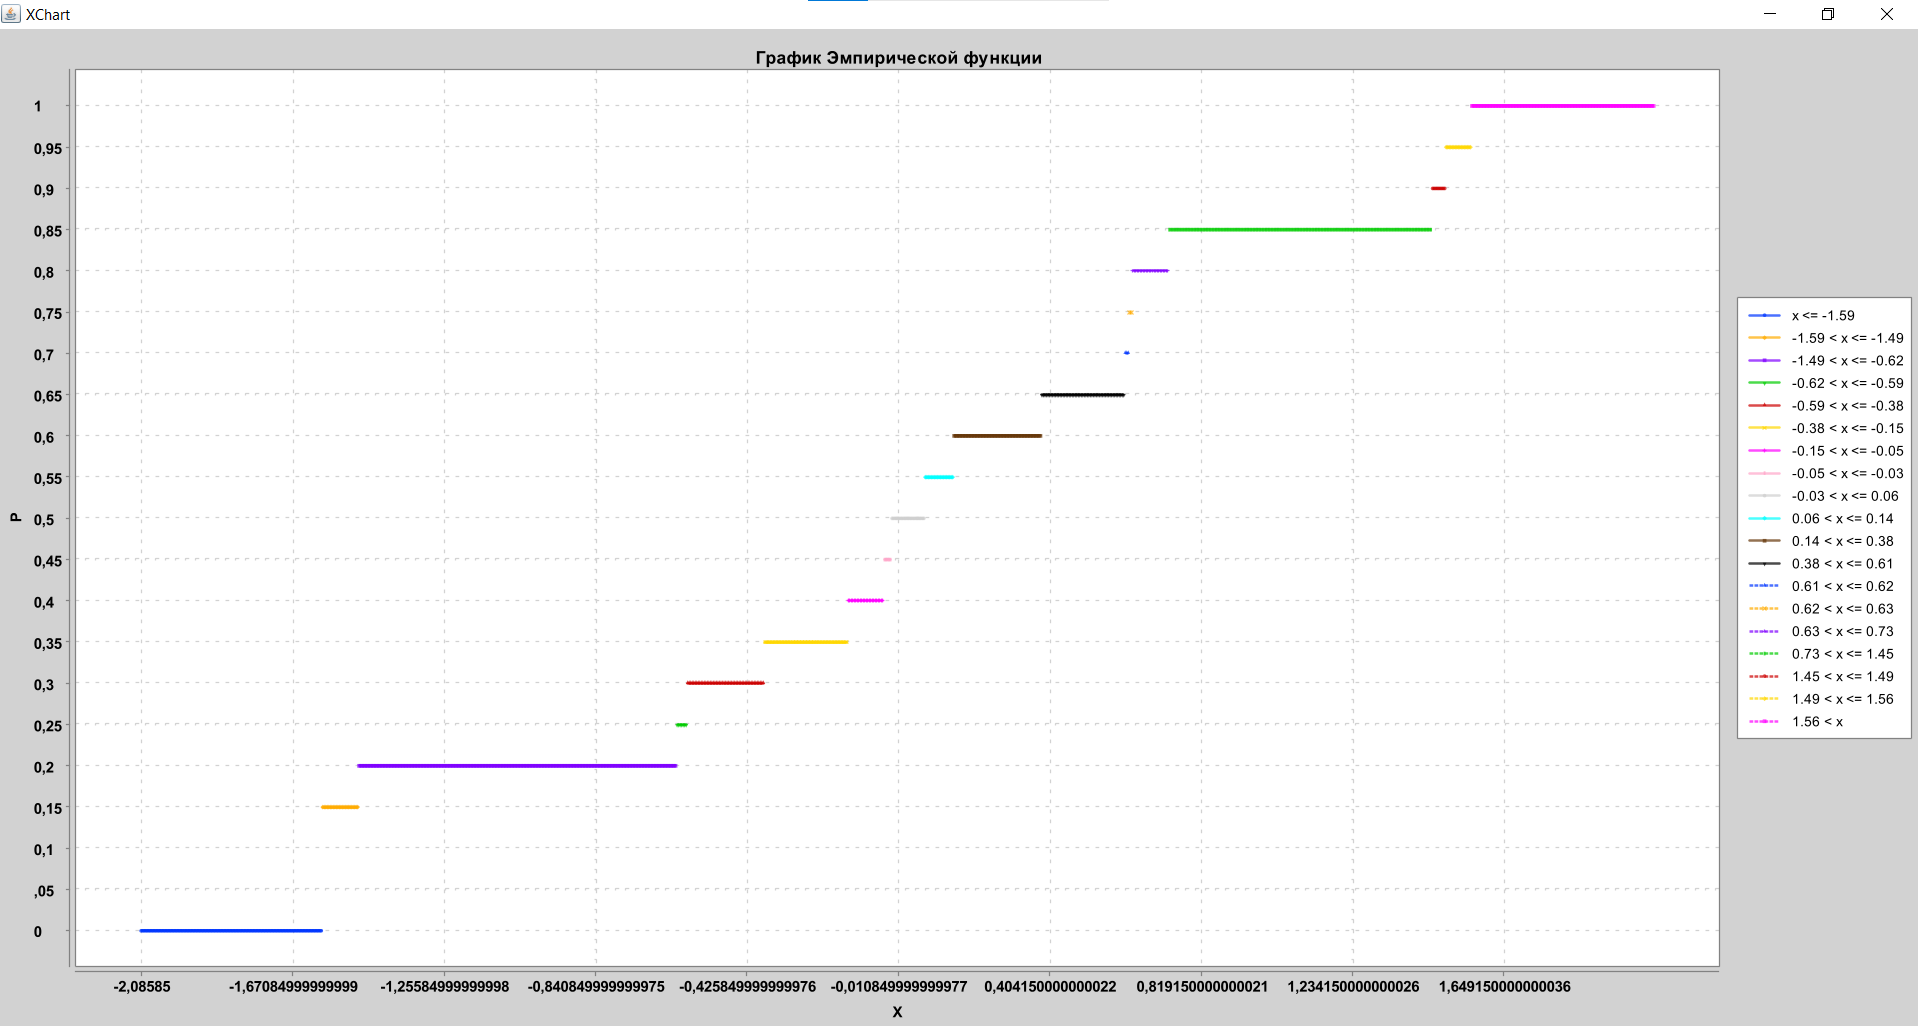 XChart
График Эмпирической функции
1
0,95
0,9
0,85
0,8
0,75
0,7
0,65
0,6
0,55
0,5
0,45
0,4
0,35
0,3
0,25
0,2
0,15
0,1
,05
0
P
-2,08585 -1,67084999999999 -1,25584999999998 -0,840849999999975 -0,425849999999976 -0,010849999999977 0,404150000000022 0,819150000000021 1,234150000000026 1,649150000000036
X
x <= -1.59
-1.59 < x <= -1.49
-1.49 < x <= -0.62
-0.62 < x <= -0.59
-0.59 < x <= -0.38
-0.38 < x <= -0.15
-0.15 < x <= -0.05
-0.05 < x <= -0.03
-0.03 < x <= 0.06
0.06 < x <= 0.14
0.14 < x <= 0.38
0.38 < x <= 0.61
0.61 < x <= 0.62
0.62 < x <= 0.63
0.63 < x <= 0.73
0.73 < x <= 1.45
1.45 < x <= 1.49
1.49 < x <= 1.56
1.56 < x